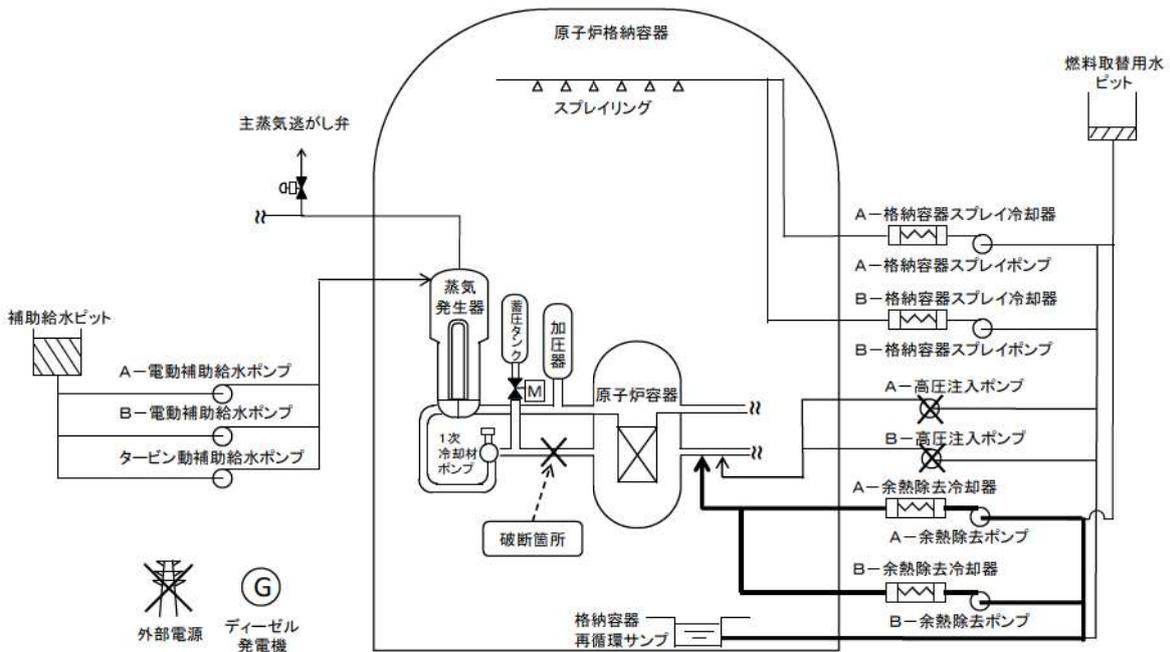 原子炉格納容器
スプレイリング
燃料取替用水
ピット
主蒸気逃がし弁
A-格納容器スプレイ冷却器
A-格納容器スプレイポンプ
B-格納容器スプレイ冷却器
B-格納容器スプレイポンプ
蒸気
発生器
蓄圧タンク
加圧器
M
原子炉容器
補助給水ピット
A-電動補助給水ポンプ
B-電動補助給水ポンプ
タービン動補助給水ポンプ
1次
冷却材
ポンプ
A-高圧注入ポンプ
B-高圧注入ポンプ
A-余熱除去冷却器
A-余熱除去ポンプ
B-余熱除去冷却器
B-余熱除去ポンプ
破断箇所
外部電源
G
ディーゼル
発電機
格納容器
再循環サンプ